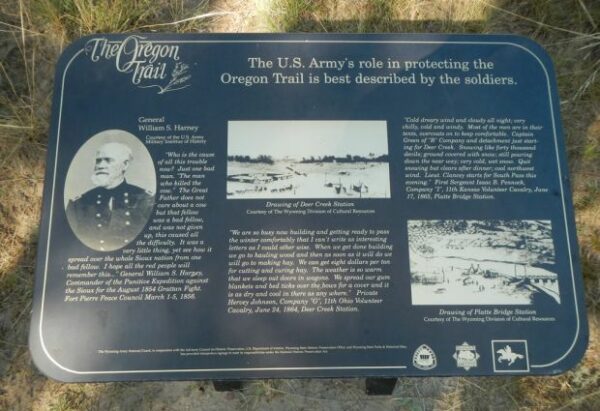 The Oregon
Trail
The U.S. Army's role in protecting the
Oregon Trail is best described by the soldiers.
General
William S. Harney
Courtesy of the U.S. Army
Military Institute of History
"Who is the cause
of all this trouble
now? Just one bad
man. "The man
who killed the
cow." The Great
Father does not
care about a cow
but that fellow
was a bad fellow,
and was not given
up, this caused all
the difficulty. It was a
very little thing, yet see how it
spread over the whole Sioux nation from one
bad fellow. I hope all the red people will
remember this..." General William S. Harney,
Commander of the Punitive Expedition against
the Sioux for the August 1854 Grattan Fight.
Fort Pierre Peace Council March 1-5, 1856.
Drawing of Deer Creek Station
Courtesy of The Wyoming Division of Cultural Resources
"We are so busy now building and getting ready to pass
the winter comfortably that I can't write as interesting
letters as I could other wise. When we get done building
we go to hauling wood and then as soon as it will do we
will go to making hay. We can get eight dollars per ton
for cutting and curing hay. The weather is so warm
that we sleep out doors in wagons. We spread our gum
blankets and bed ticks over the bows for a cover and it
is as dry and cool in there as any where." Private
Hervey Johnson, Company "G", 11th Ohio Volunteer
Cavalry, June 24, 1864, Deer Creek Station.
"Cold dreary wind and cloudy all night; very
chilly, cold and windy. Most of the men are in their
tents, overcoats on to keep comfortable. Captain
Green of "B" Company and detachment just start-
ing for Deer Creek. Snowing like forty thousand
devils; ground covered with snow; still pouring
down the near way; very cold, wet snow. Quit
snowing but clears after dinner; cool northwest
wind. Lieut. Clancey starts for South Pass this
evening." First Sergeant Isaac B. Pennock,
Company "I", 11th Kansas Volunteer Cavalry, June
17, 1865, Platte Bridge Station.
Drawing of Platte Bridge Station
Courtesy of The Wyoming Division of Cultural Resources